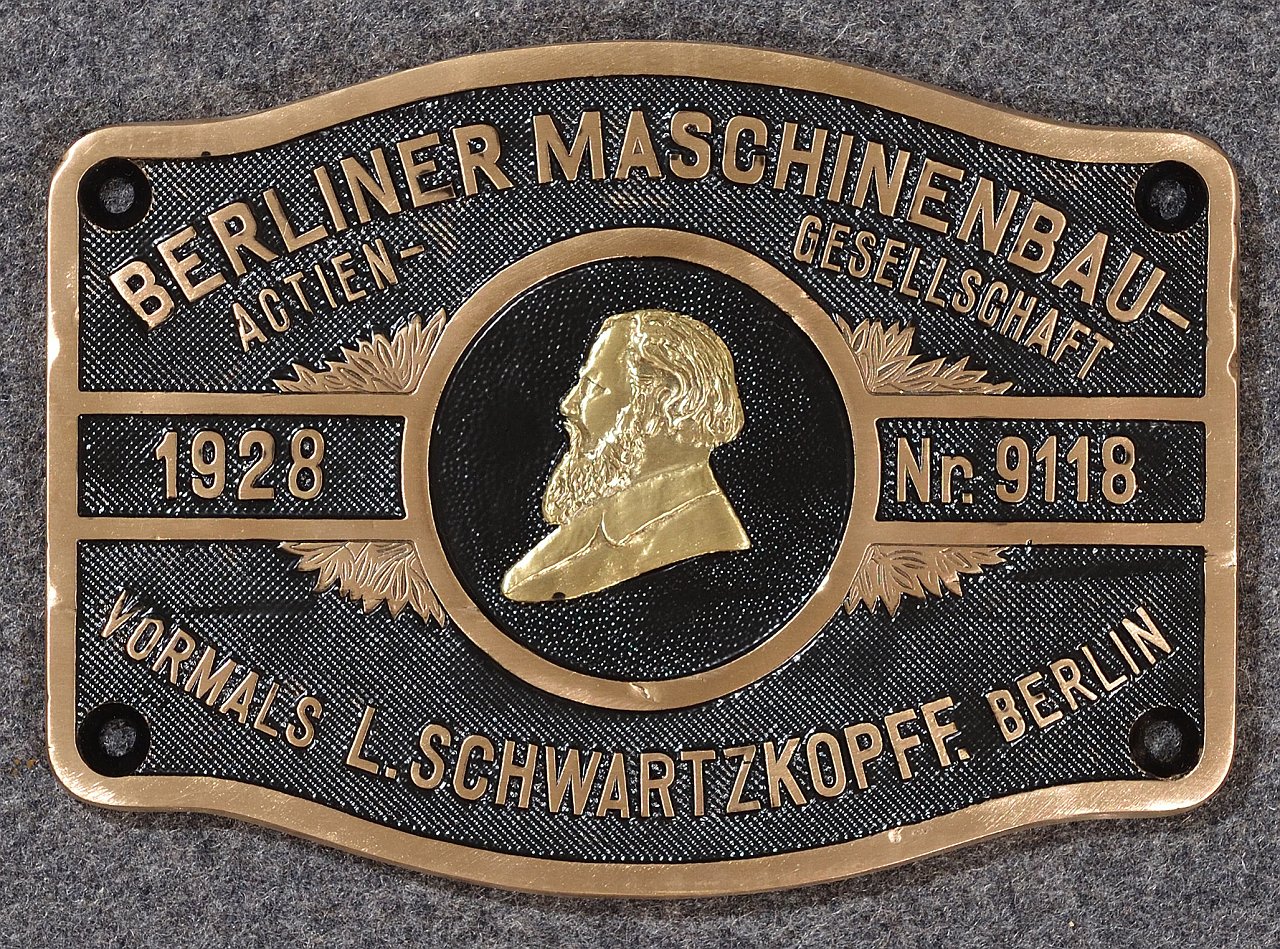 BERLINER MASCHINENBAU-
ACTIEN- GESELLSCHAFT
1928 Nr. 9118
VORMALS L. SCHWARTZKOPFF. BERLIN